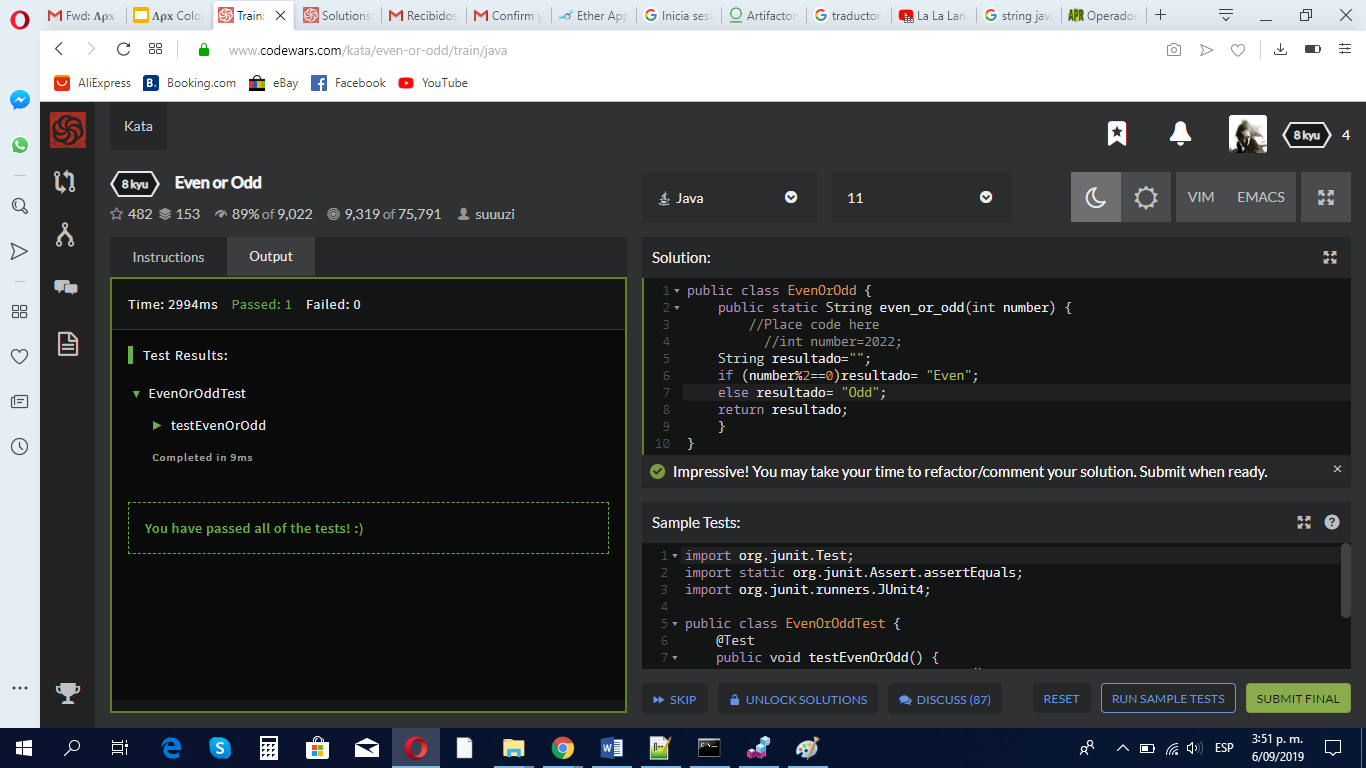 Fwd: Λpx
Λpx Colo
Train:
Solutions:
Recibidos
Confirm y
Ether App
Inicia sesi
Artifactor
traductor
La La Lan
string java
Operador
www.codewars.com/kata/even-or-odd/train/java
AliExpress
Booking.com
eBay
Facebook
YouTube
Kata
8 kyu
4
8 kyu
Even or Odd
482
153
89% of 9,022
9,319 of 75,791
suuuzi
Java
11
VIM
EMACS
Instructions
Output
Time: 2994ms Passed: 1 Failed: 0
Test Results:
EvenOrOddTest
testEvenOrOdd
Completed in 9ms
You have passed all of the tests! :)
Solution:
1 public class EvenOrOdd {
2 public static String even_or_odd(int number) {
3 //Place code here
4 //int number=2022;
5 String resultado="";
6 if (number%2==0)resultado= "Even";
7 else resultado= "Odd";
8 return resultado;
9 }
10 }
Impressive! You may take your time to refactor/comment your solution. Submit when ready.
Sample Tests:
1 import org.junit.Test;
2 import static org.junit.Assert.assertEquals;
3 import org.junit.runners.JUnit4;
4
5 public class EvenOrOddTest {
6 @Test
7 public void testEvenOrOdd() {
SKIP
UNLOCK SOLUTIONS
DISCUSS (87)
RESET
RUN SAMPLE TESTS
SUBMIT FINAL
ESP
3:51 p. m.
6/09/2019